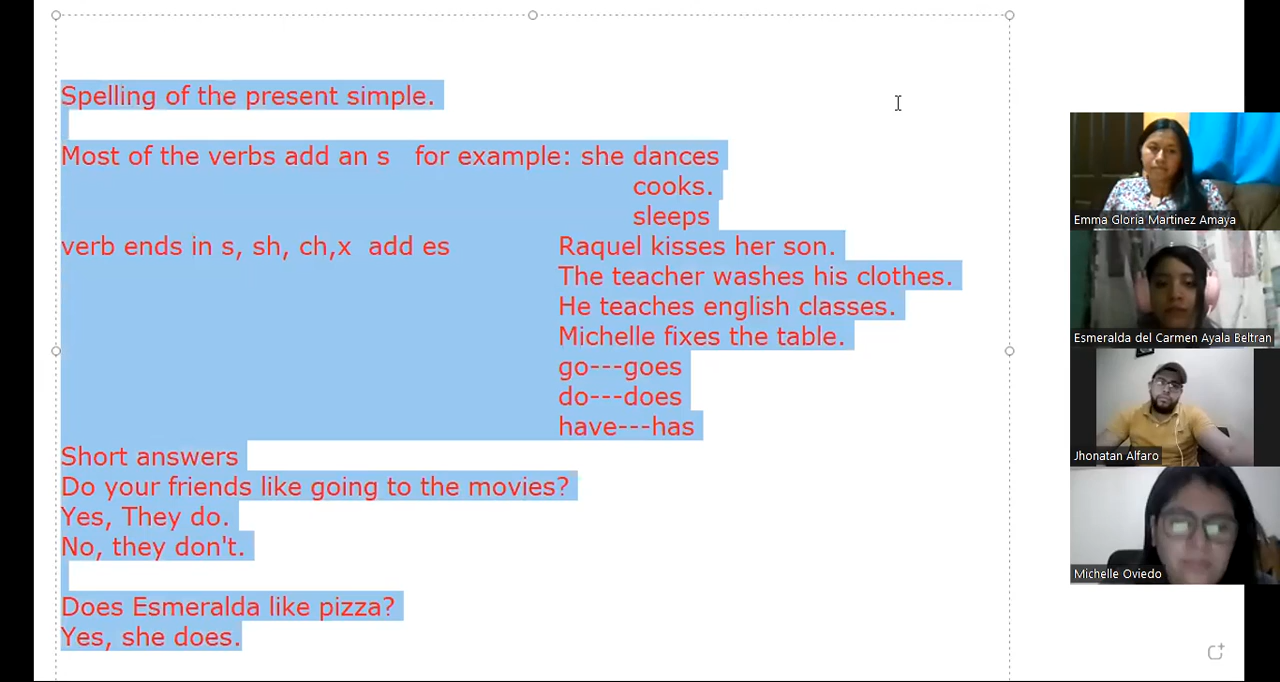 Spelling of the present simple.
Most of the verbs add an s for example: she dances
cooks.
sleeps
verb ends in s, sh, ch,x add es Raquel kisses her son.
The teacher washes his clothes.
He teaches english classes.
Michelle fixes the table.
go---goes
do---does
have---has
Short answers
Do your friends like going to the movies?
Yes, They do.
No, they don't.
Does Esmeralda like pizza?
Yes, she does.
Emma Gloria Martinez Amaya
Esmeralda del Carmen Ayala Beltran
Jhonatan Alfaro
Michelle Oviedo